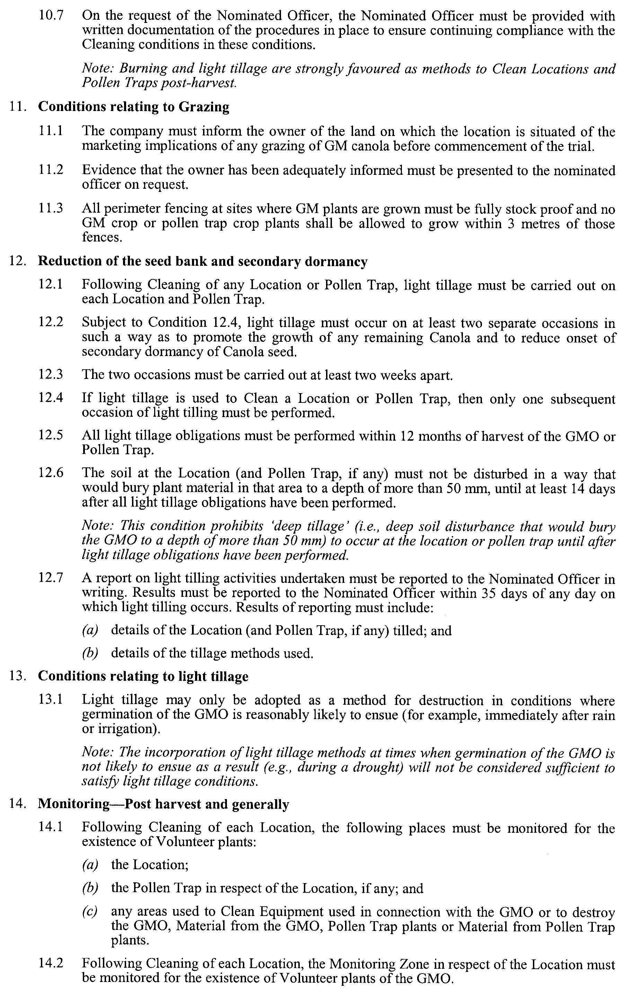 10.7 On the request of the Nominated Officer, the Nominated Officer must be provided with
written documentation of the procedures in place to ensure continuing compliance with the
Cleaning conditions in these conditions.
Note: Burning and light tillage are strongly favoured as methods to Clean Locations and
Pollen Traps post-harvest.
11. Conditions relating to Grazing
11.1 The company must inform the owner of the land on which the location is situated of the
marketing implications of any grazing of GM canola before commencement of the trial.
11.2 Evidence that the owner has been adequately informed must be presented to the nominated
officer on request.
11.3 All perimeter fencing at sites where GM plants are grown must be fully stock proof and no
GM crop or pollen trap crop plants shall be allowed to grow within 3 metres of those
fences.
12. Reduction of the seed bank and secondary dormancy
12.1 Following Cleaning of any Location or Pollen Trap, light tillage must be carried out on
each Location and Pollen Trap.
12.2 Subject to Condition 12.4, light tillage must occur on at least two separate occasions in
such a way as to promote the growth of any remaining Canola and to reduce onset of
secondary dormancy of Canola seed.
12.3 The two occasions must be carried out at least two weeks apart.
12.4 If light tillage is used to Clean a Location or Pollen Trap, then only one subsequent
occasion of light tilling must be performed.
12.5 All light tillage obligations must be performed within 12 months of harvest of the GMO or
Pollen Trap.
12.6 The soil at the Location (and Pollen Trap, if any) must not be disturbed in a way that
would bury plant material in that area to a depth of more than 50 mm, until at least 14 days
after all light tillage obligations have been performed.
Note: This condition prohibits ‘deep tillage’ (i.e., deep soil disturbance that would bury
the GMO to a depth of more than 50 mm) to occur at the location or pollen trap until after
light tillage obligations have been performed.
12.7 A report on light tilling activities undertaken must be reported to the Nominated Officer in
writing. Results must be reported to the Nominated Officer within 35 days of any day on
which light tilling occurs. Results of reporting must include:
(a) details of the Location (and Pollen Trap, if any) tilled; and
(b) details of the tillage methods used.
13. Conditions relating to light tillage
13.1 Light tillage may only be adopted as a method for destruction in conditions where
germination of the GMO is reasonably likely to ensue (for example, immediately after rain
or irrigation).
Note: The incorporation of light tillage methods at times when germination of the GMO is
not likely to ensue as a result (e.g., during a drought) will not be considered sufficient to
satisfy light tillage conditions.
14. Monitoring—Post harvest and generally
14.1 Following Cleaning of each Location, the following places must be monitored for the
existence of Volunteer plants:
(a) the Location;
(b) the Pollen Trap in respect of the Location, if any; and
(c) any areas used to Clean Equipment used in connection with the GMO or to destroy
the GMO, Material from the GMO, Pollen Trap plants or Material from Pollen Trap
plants.
14.2 Following Cleaning of each Location, the Monitoring Zone in respect of the Location must
be monitored for the existence of Volunteer plants of the GMO.